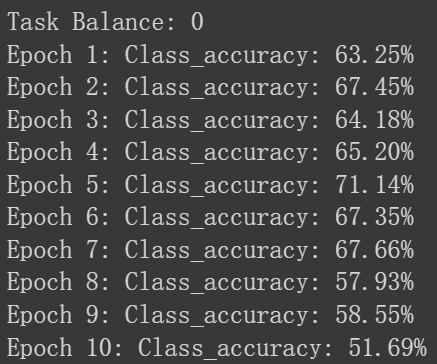 Task Balance: 0
Epoch 1: Class_accuracy: 63.25%
Epoch 2: Class_accuracy: 67.45%
Epoch 3: Class_accuracy: 64.18%
Epoch 4: Class_accuracy: 65.20%
Epoch 5: Class_accuracy: 71.14%
Epoch 6: Class_accuracy: 67.35%
Epoch 7: Class_accuracy: 67.66%
Epoch 8: Class_accuracy: 57.93%
Epoch 9: Class_accuracy: 58.55%
Epoch 10: Class_accuracy: 51.69%